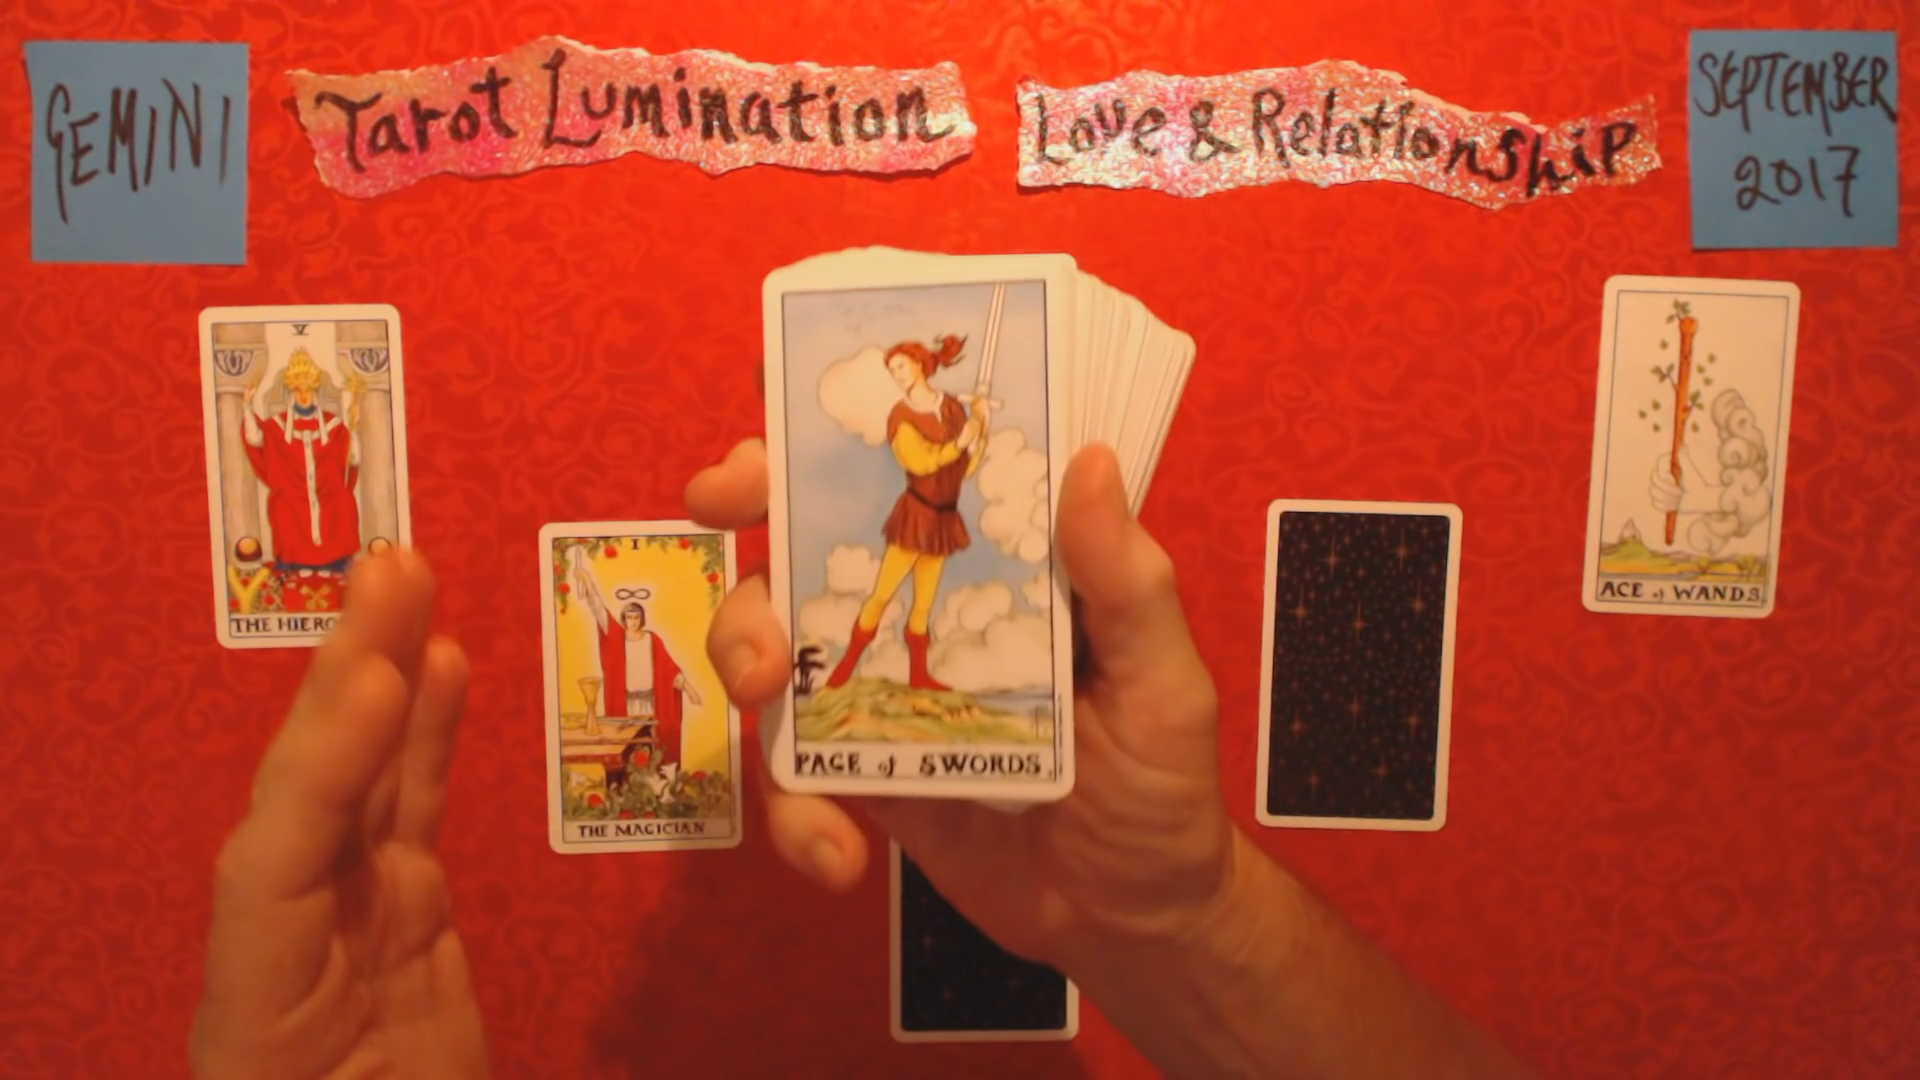 GEMINI
Tarot Lumination
Love & Relationship
SEPTEMBER
2017
V
THE HIERO
I
THE MAGICIAN
PAGE of SWORDS.
ACE of WANDS.